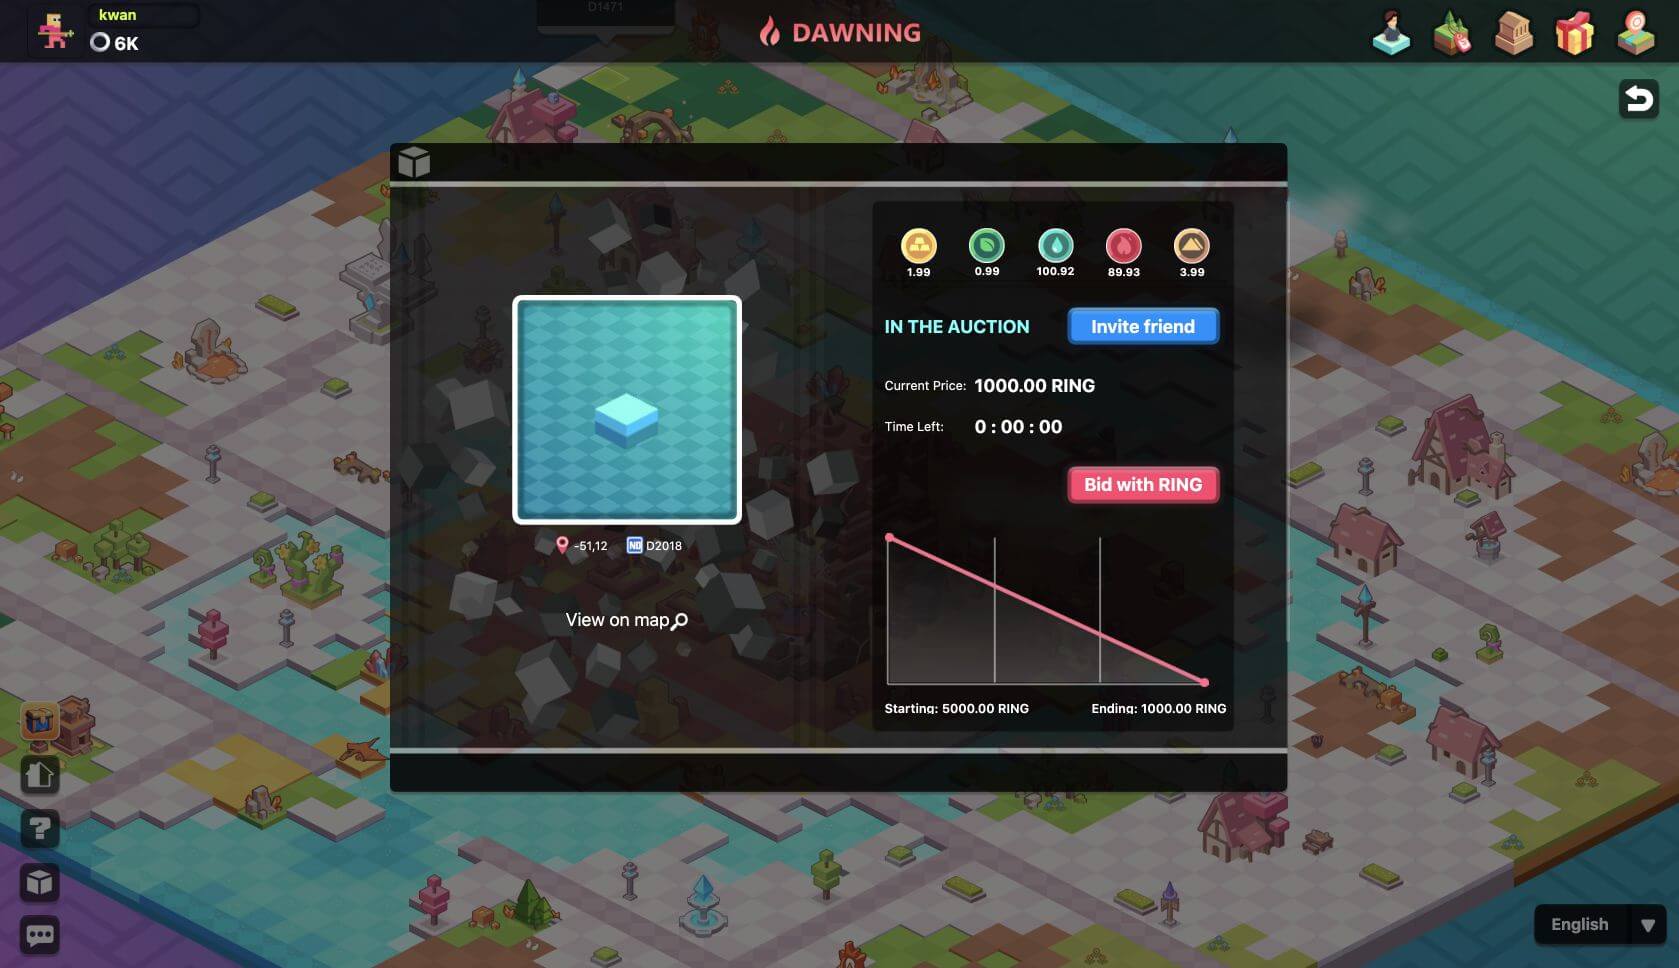 kwan
6K
D1471
DAWNING
1.99
0.99
100.92
89.93
3.99
IN THE AUCTION
Invite friend
Current Price: 1000.00 RING
Time Left: 0 : 00 : 00
Bid with RING
-51,12
NO D2018
View on map
Starting: 5000.00 RING
Ending: 1000.00 RING
?
English